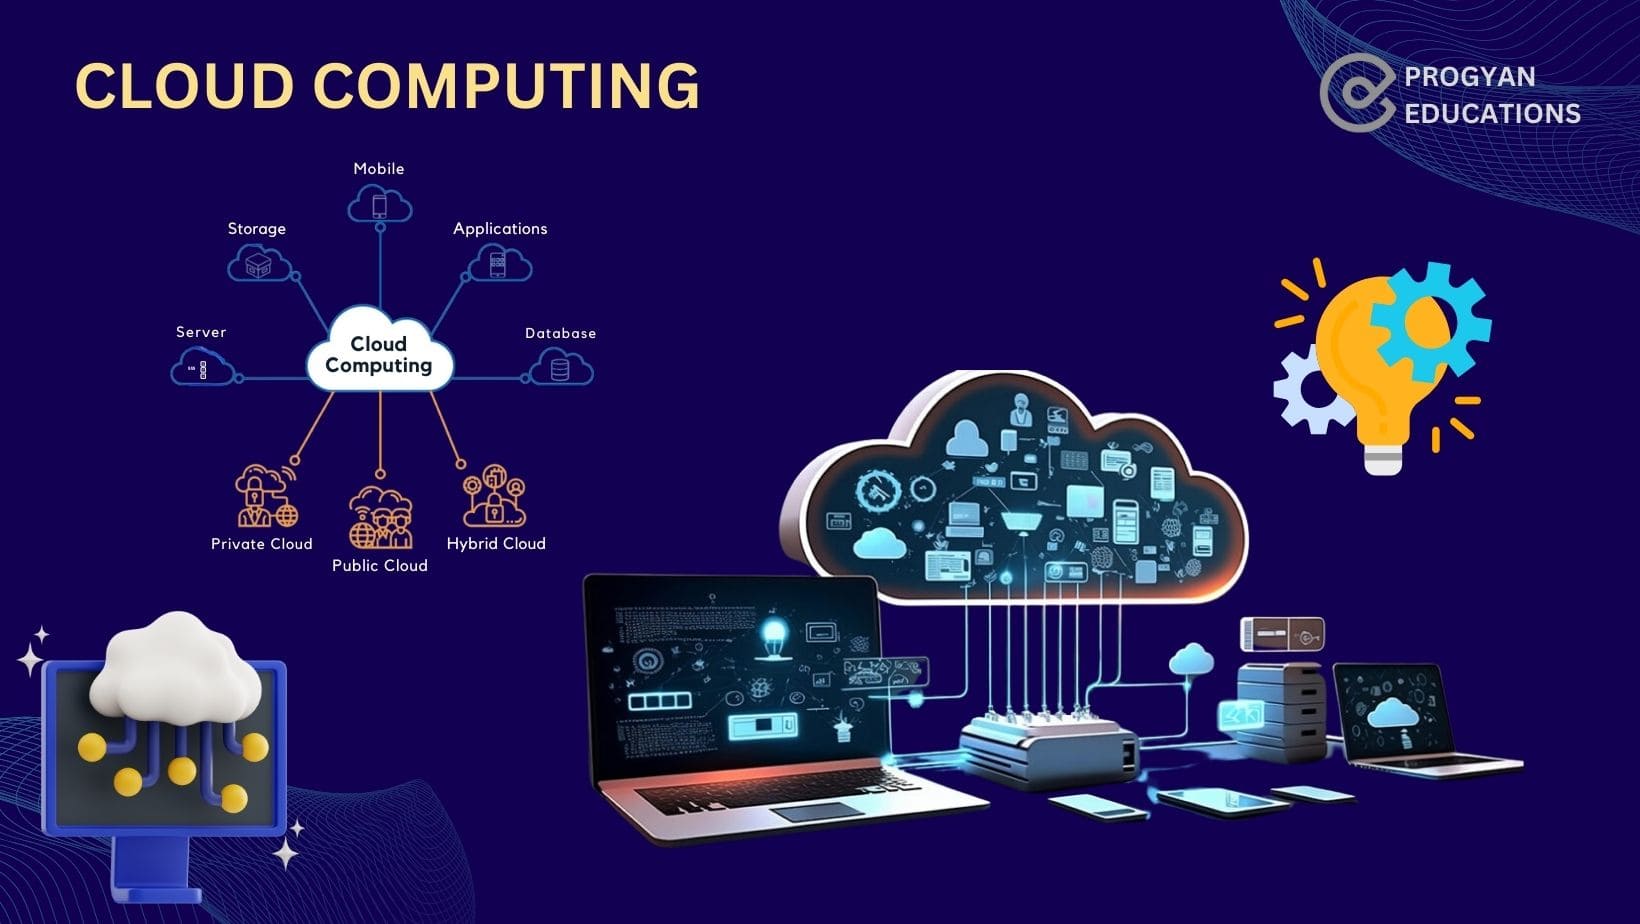 CLOUD COMPUTING
PROGYAN
EDUCATIONS
Mobile
Storage
Applications
Server
Database
Cloud
Computing
Private Cloud
Public Cloud
Hybrid Cloud